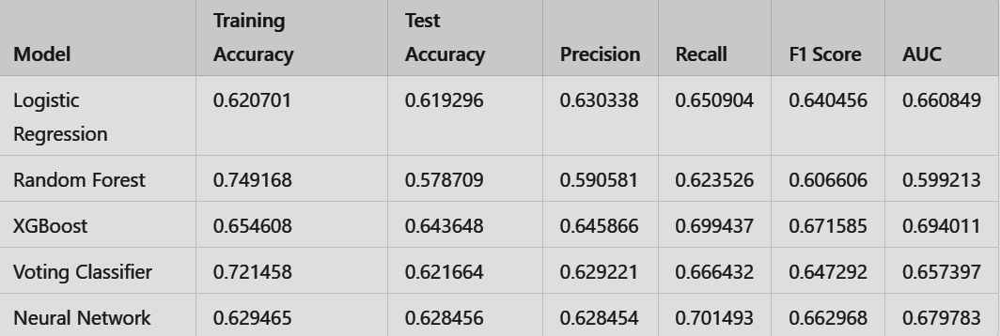 Model Training Accuracy Test Accuracy Precision Recall F1 Score AUC
Logistic Regression 0.620701 0.619296 0.630338 0.650904 0.640456 0.660849
Random Forest 0.749168 0.578709 0.590581 0.623526 0.606606 0.599213
XGBoost 0.654608 0.643648 0.645866 0.699437 0.671585 0.694011
Voting Classifier 0.721458 0.621664 0.629221 0.666432 0.647292 0.657397
Neural Network 0.629465 0.628456 0.628454 0.701493 0.662968 0.679783